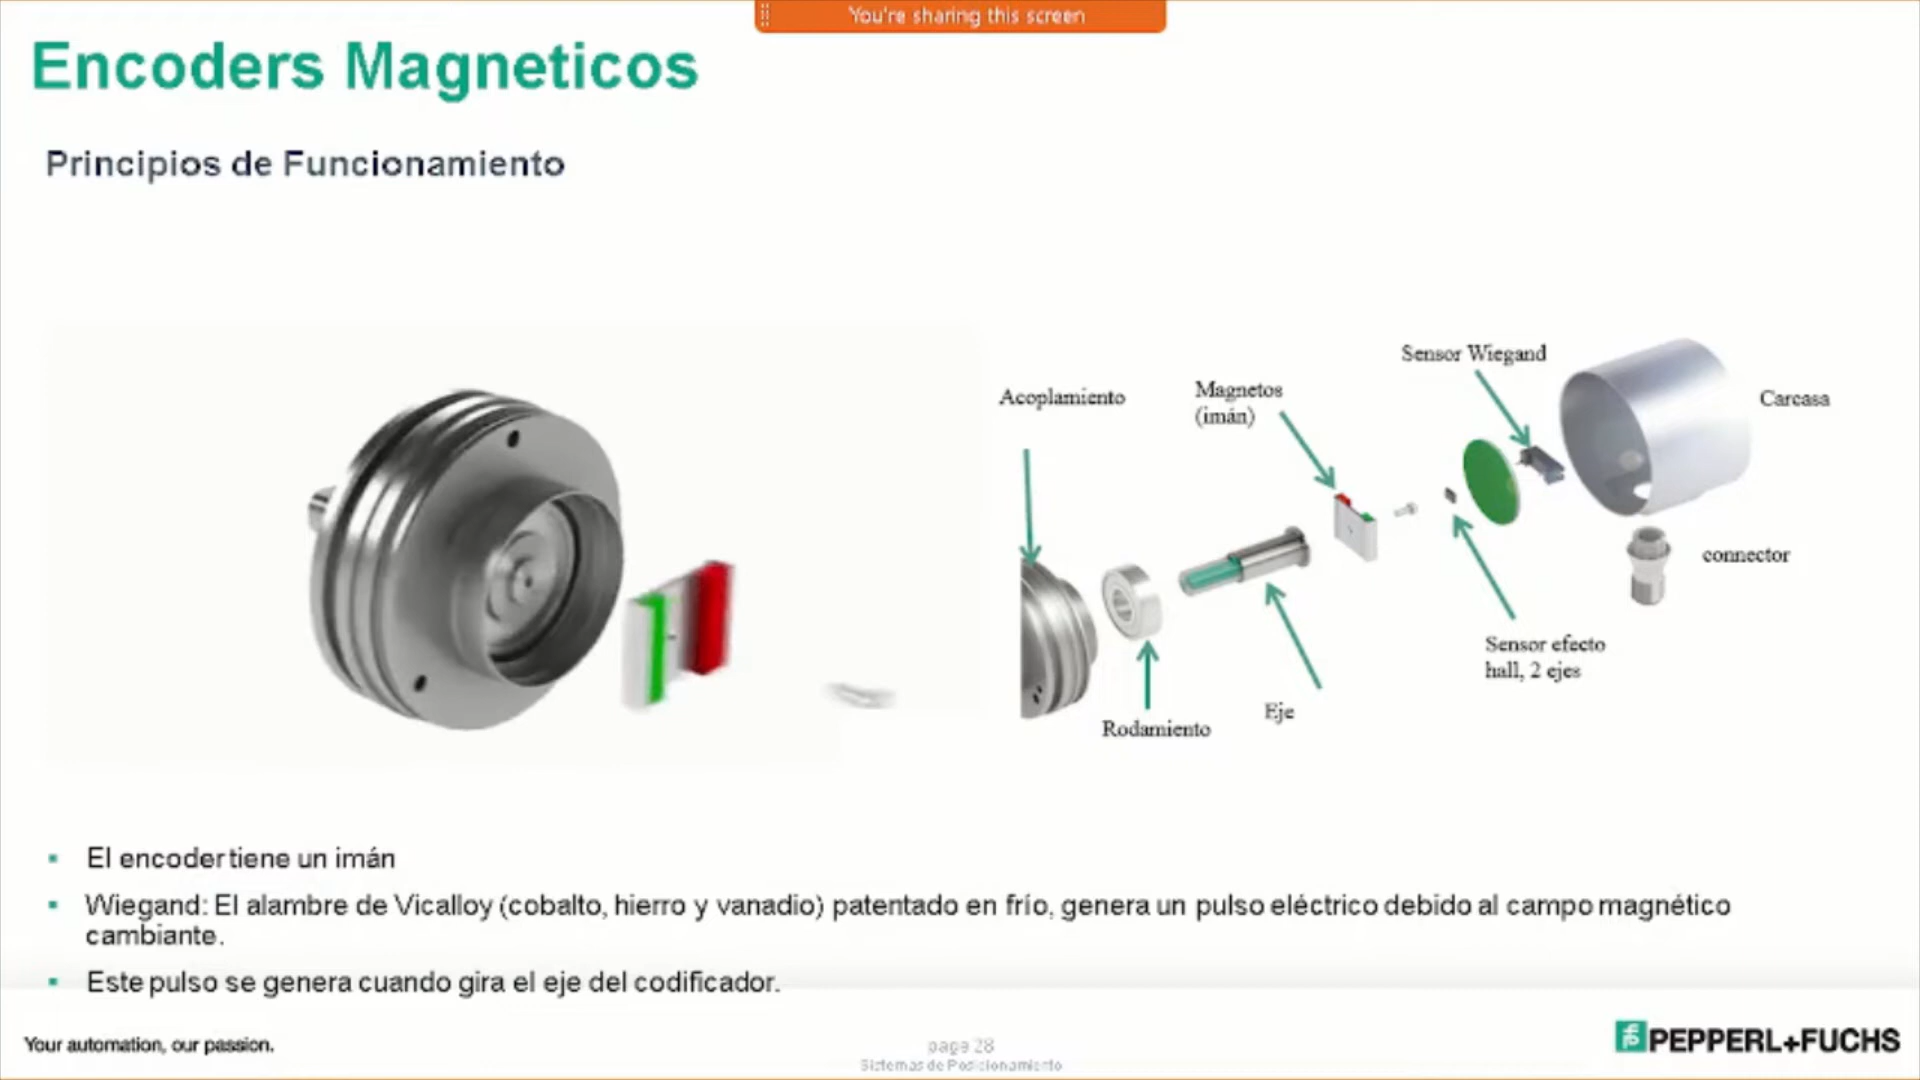 You're sharing this screen
Encoders Magneticos
Principios de Funcionamiento
Sensor Wiegand
Acoplamiento
Magnetos
(imán)
Carcasa
connector
Sensor efecto
hall, 2 ejes
Eje
Rodamiento
El encoder tiene un imán
Wiegand: El alambre de Vicalloy (cobalto, hierro y vanadio) patentado en frío, genera un pulso eléctrico debido al campo magnético
cambiante.
Este pulso se genera cuando gira el eje del codificador.
Your automation, our passion.
page 28
Sistemas de Posicionamiento
PEPPERL+FUCHS